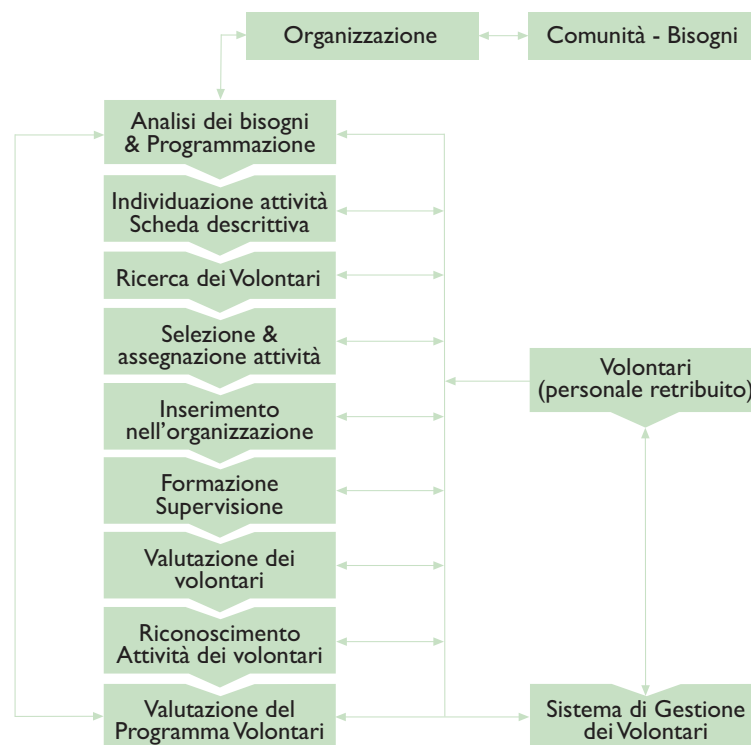 Organizzazione
Comunità - Bisogni
Analisi dei bisogni
& Programmazione
Individuazione attività
Scheda descrittiva
Ricerca dei Volontari
Selezione &
assegnazione attività
Inserimento
nell'organizzazione
Formazione
Supervisione
Valutazione dei
volontari
Riconoscimento
Attività dei volontari
Valutazione del
Programma Volontari
Volontari
(personale retribuito)
Sistema di Gestione
dei Volontari